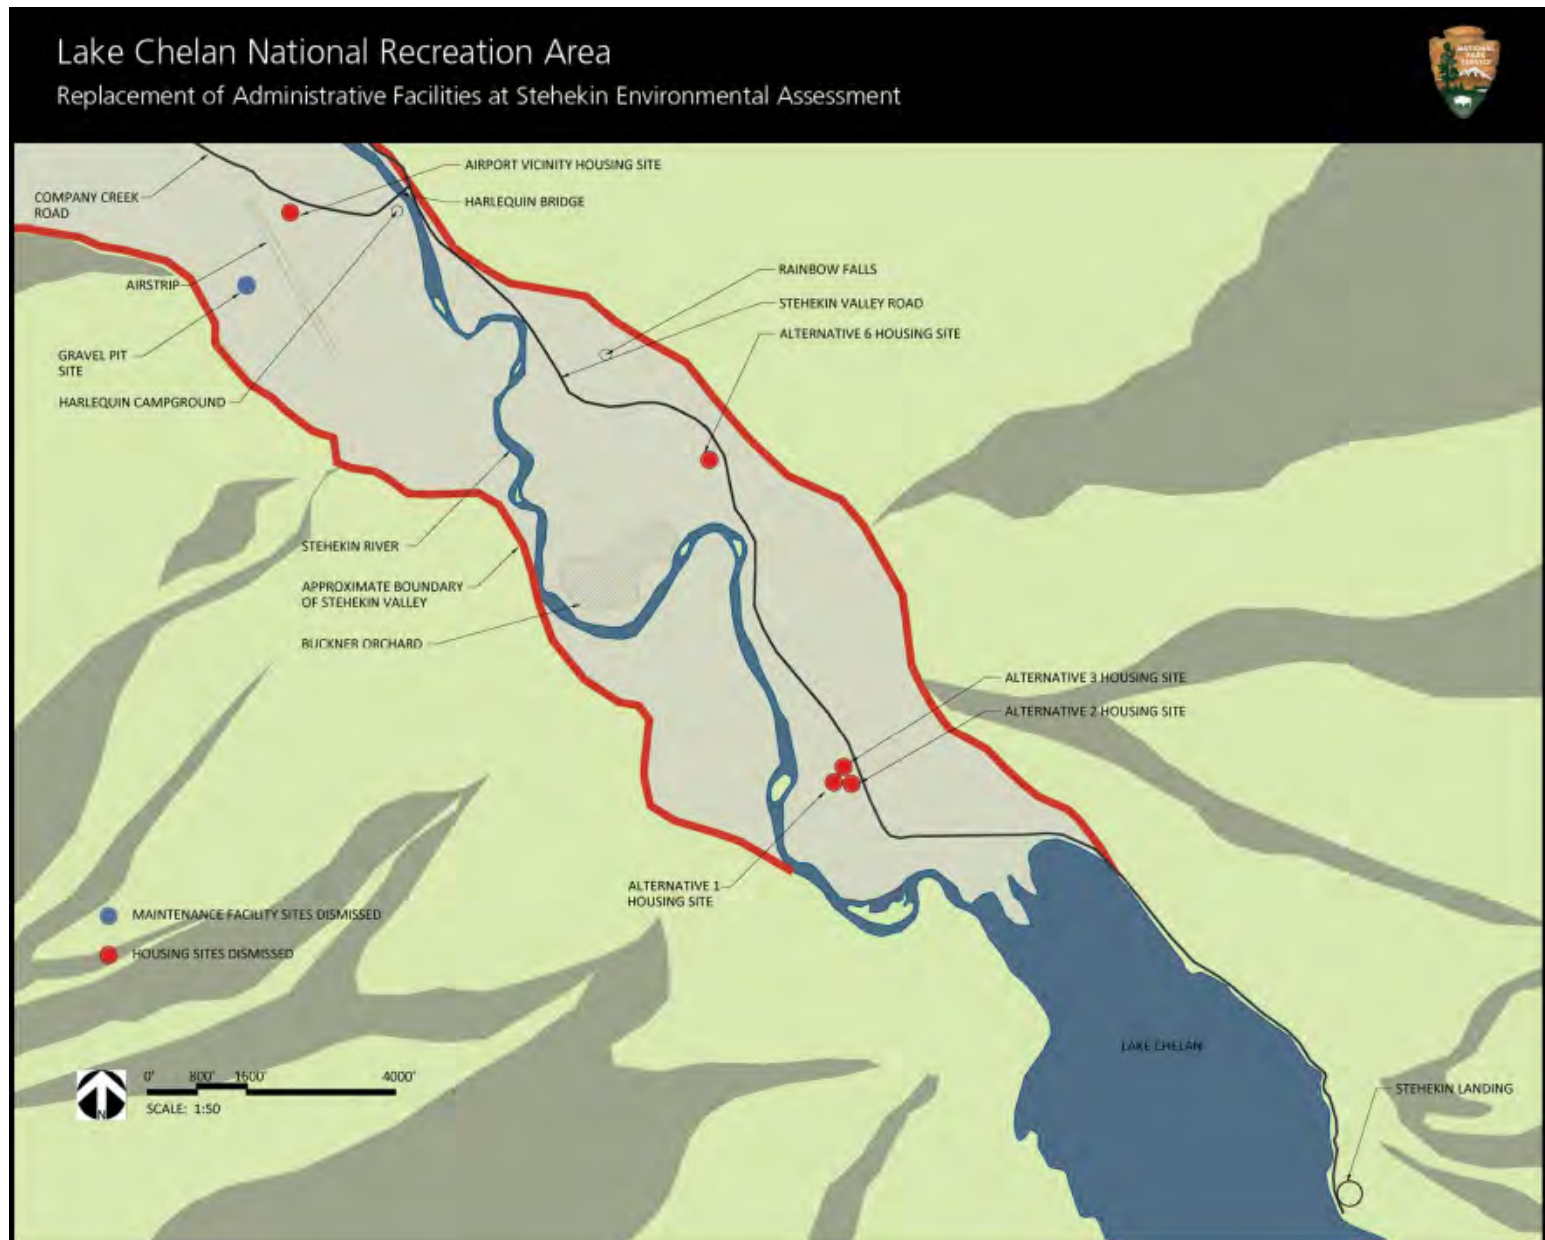 Lake Chelan National Recreation Area
Replacement of Administrative Facilities at Stehekin Environmental Assessment
NATIONAL
PARK
SERVICE
AIRPORT VICINITY HOUSING SITE
COMPANY CREEK
ROAD
HARLEQUIN BRIDGE
RAINBOW FALLS
AIRSTRIP
STEHEKIN VALLEY ROAD
ALTERNATIVE 6 HOUSING SITE
GRAVEL PIT
SITE
HARLEQUIN CAMPGROUND
STEHEKIN RIVER
APPROXIMATE BOUNDARY
OF STEHEKIN VALLEY
BUCKNER ORCHARD
ALTERNATIVE 3 HOUSING SITE
ALTERNATIVE 2 HOUSING SITE
ALTERNATIVE 1
HOUSING SITE
MAINTENANCE FACILITY SITES DISMISSED
HOUSING SITES DISMISSED
LAKE CHELAN
STEHEKIN LANDING
N
0' 800' 1600' 4000'
SCALE: 1:50